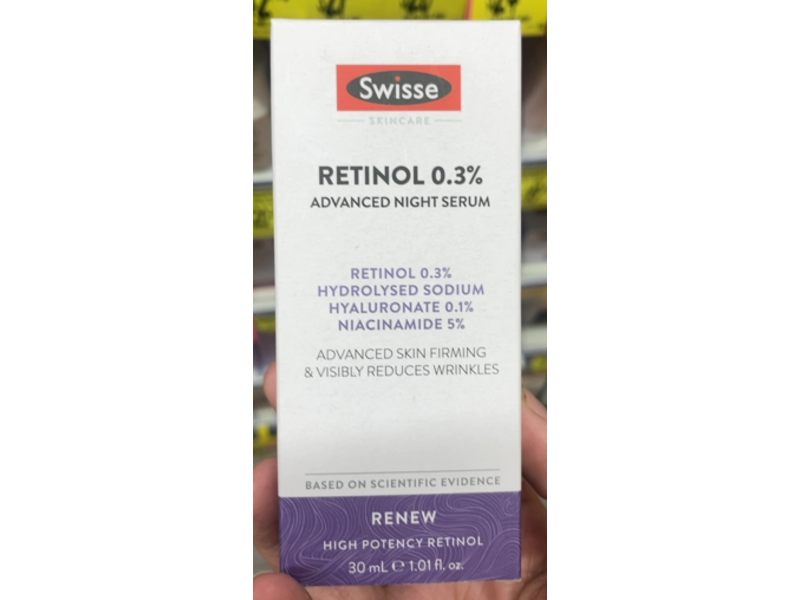 Swisse
SKINCARE
RETINOL 0.3%
ADVANCED NIGHT SERUM
RETINOL 0.3%
HYDROLYSED SODIUM
HYALURONATE 0.1%
NIACINAMIDE 5%
ADVANCED SKIN FIRMING
& VISIBLY REDUCES WRINKLES
BASED ON SCIENTIFIC EVIDENCE
RENEW
HIGH POTENCY RETINOL
30 mL ℮ 1.01 fl. oz.